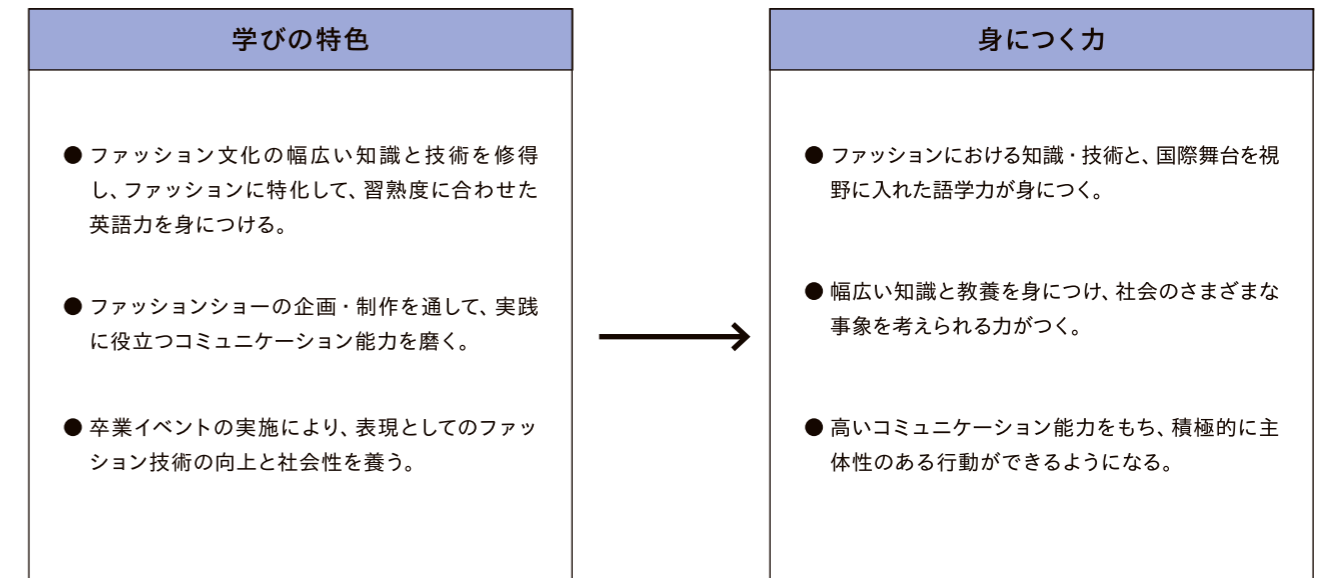 学びの特色
● ファッション文化の幅広い知識と技術を修得
し、ファッションに特化して、習熟度に合わせた
英語力を身につける。
● ファッションショーの企画・制作を通して、実践
に役立つコミュニケーション能力を磨く。
● 卒業イベントの実施により、表現としてのファッ
ション技術の向上と社会性を養う。
身につく力
● ファッションにおける知識・技術と、国際舞台を視
野に入れた語学力が身につく。
● 幅広い知識と教養を身につけ、社会のさまざまな
事象を考えられる力がつく。
● 高いコミュニケーション能力をもち、積極的に主
体性のある行動ができるようになる。